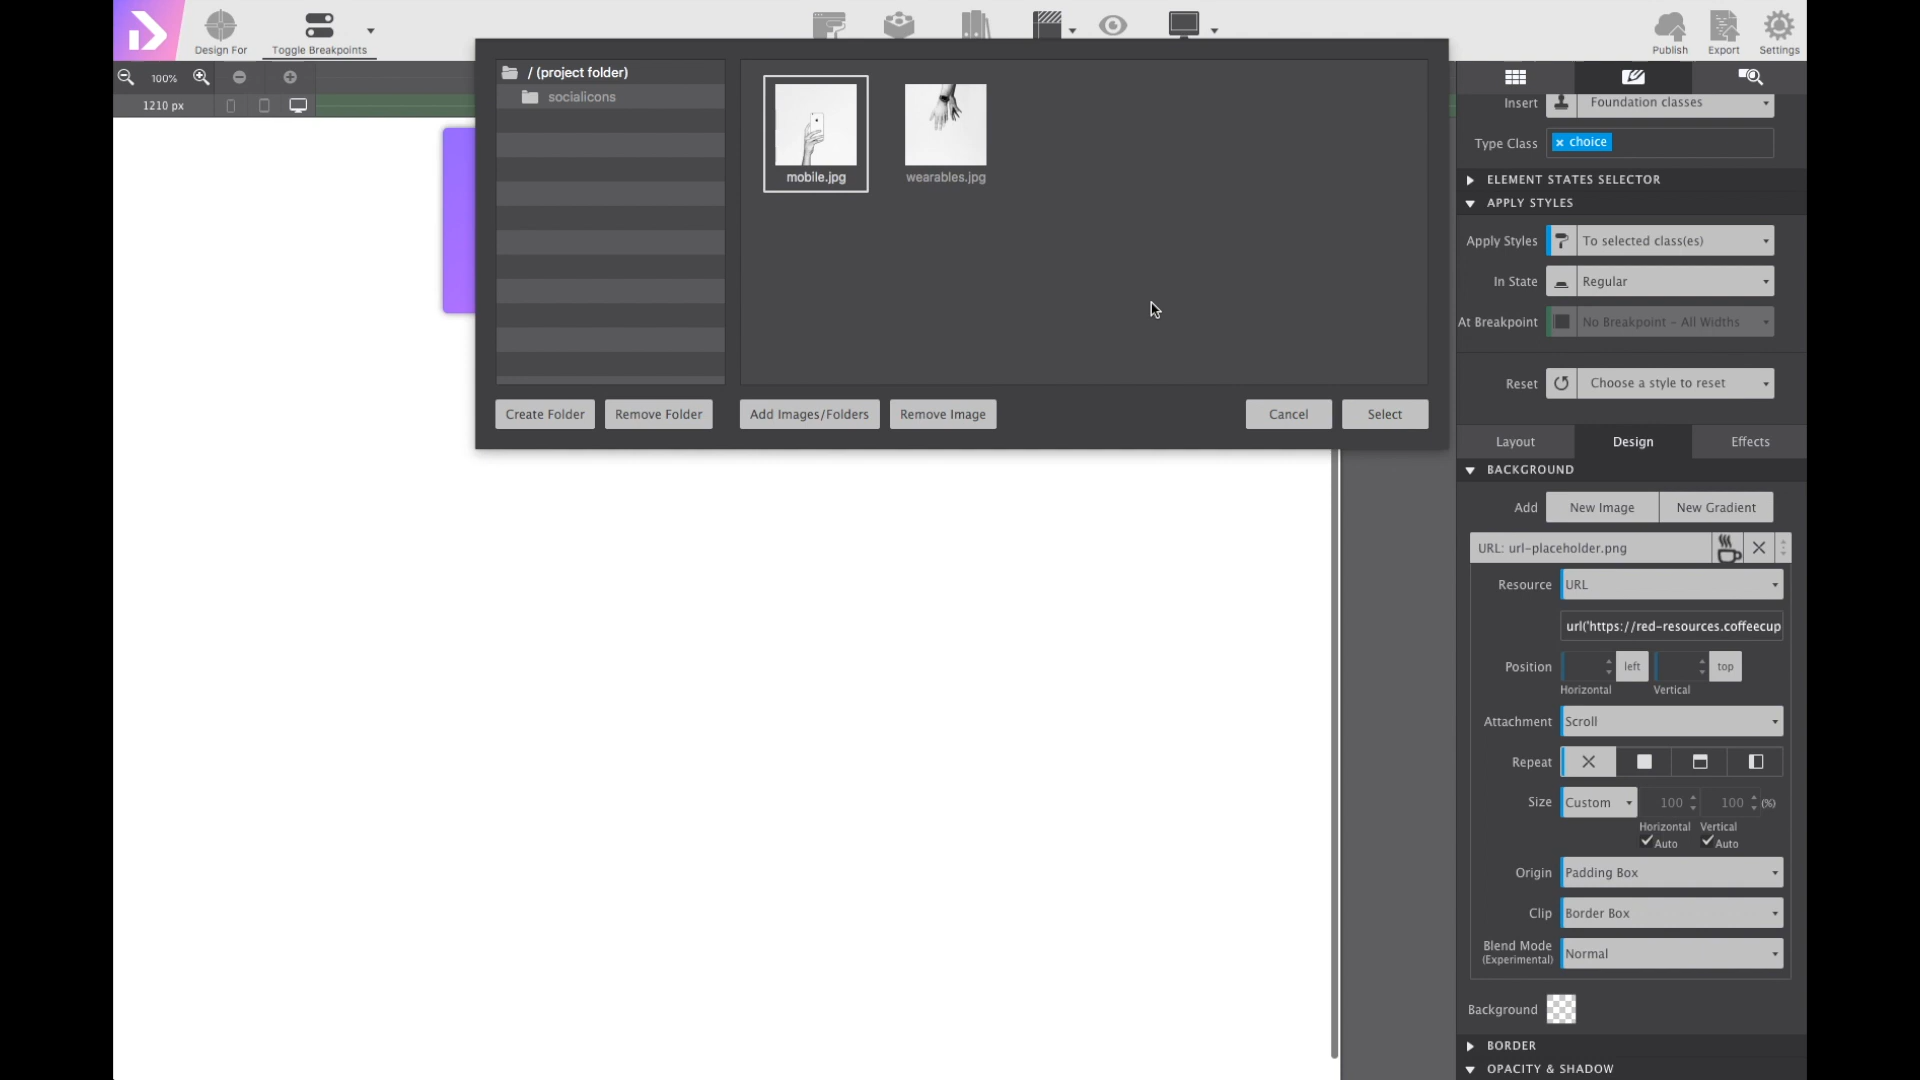 Design For
Toggle Breakpoints
Publish
Export
Settings
100%
1210 px
/ (project folder)
socialicons
mobile.jpg
wearables.jpg
Create Folder
Remove Folder
Add Images/Folders
Remove Image
Cancel
Select
Insert
Foundation classes
Type Class
choice
ELEMENT STATES SELECTOR
APPLY STYLES
Apply Styles
To selected class(es)
In State
Regular
At Breakpoint
No Breakpoint – All Widths
Reset
Choose a style to reset
Layout
Design
Effects
BACKGROUND
Add
New Image
New Gradient
URL: url-placeholder.png
Resource
URL
url('https://red-resources.coffeecup
Position
left
top
Horizontal
Vertical
Attachment
Scroll
Repeat
Size
Custom
100
100
(%)
Horizontal
Vertical
Auto
Auto
Origin
Padding Box
Clip
Border Box
Blend Mode
(Experimental)
Normal
Background
BORDER
OPACITY & SHADOW